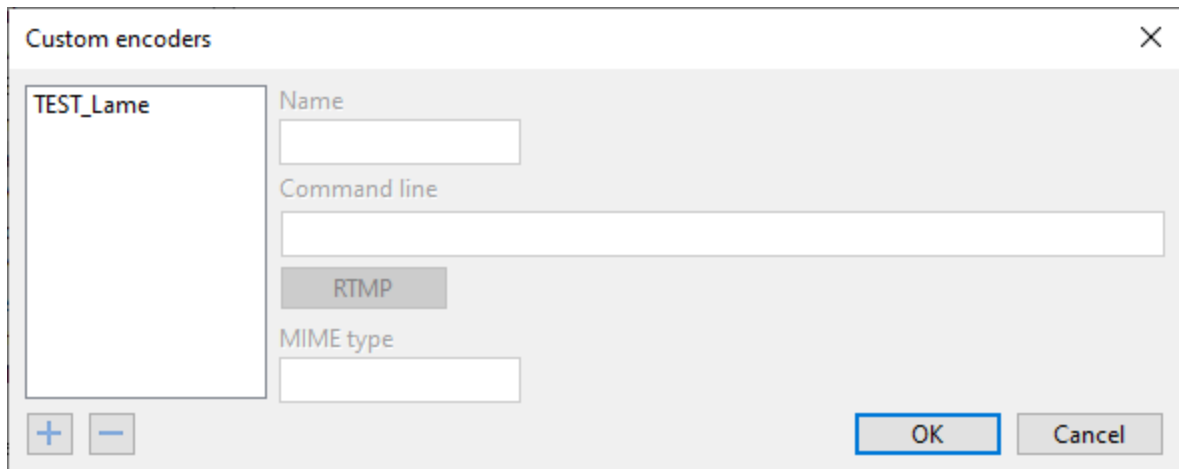 Custom encoders
TEST_Lame
Name
Command line
RTMP
MIME type
OK
Cancel